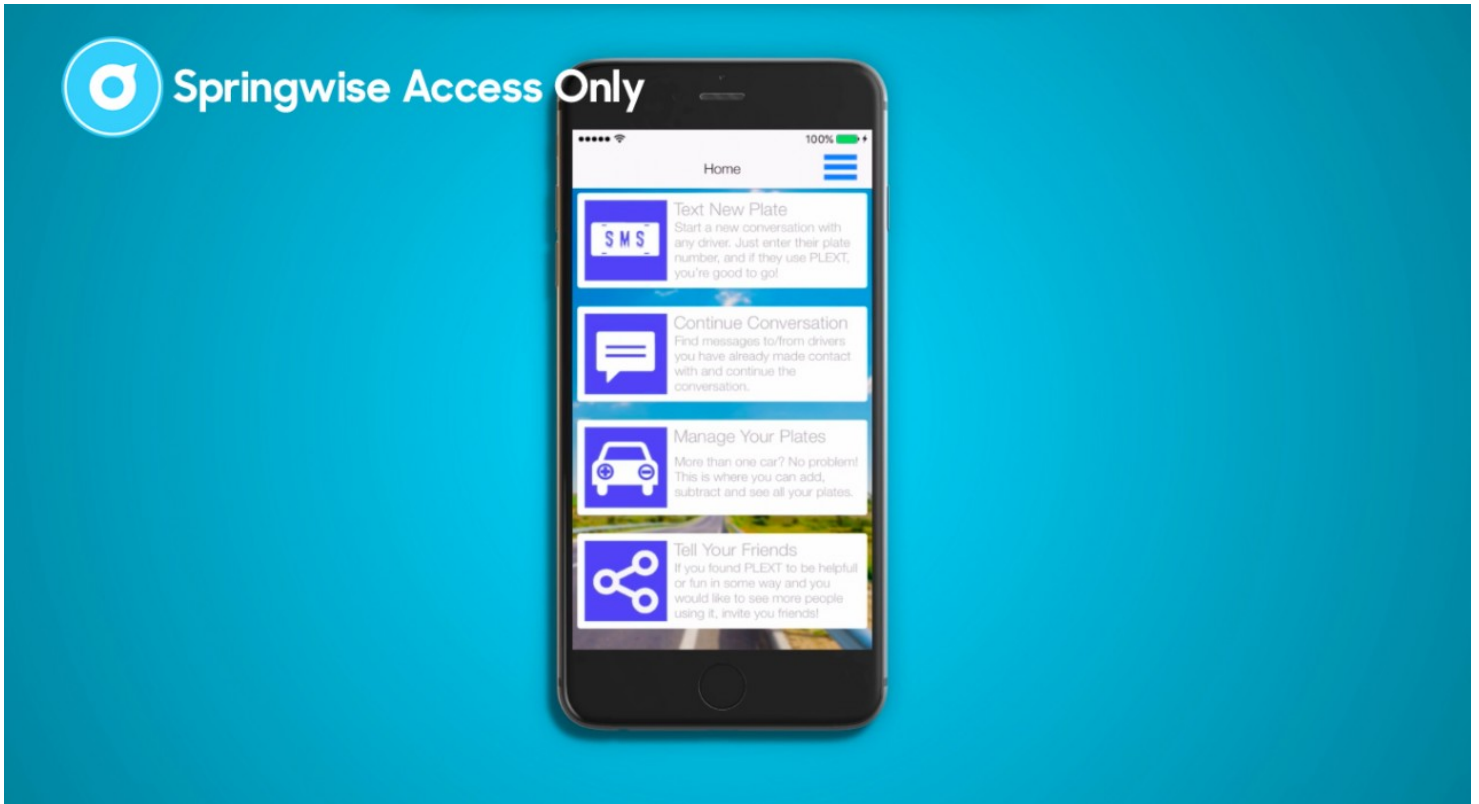 Springwise Access Only
100%
Home
Text New Plate
Start a new conversation with
any driver. Just enter their plate
number, and if they use PLEXT,
you're good to go!
SMS
Continue Conversation
Find messages to/from drivers
you have already made contact
with and continue the
conversation.
Manage Your Plates
More than one car? No problem!
This is where you can add,
subtract and see all your plates.
Tell Your Friends
If you found PLEXT to be helpfull
or fun in some way and you
would like to see more people
using it, invite you friends!